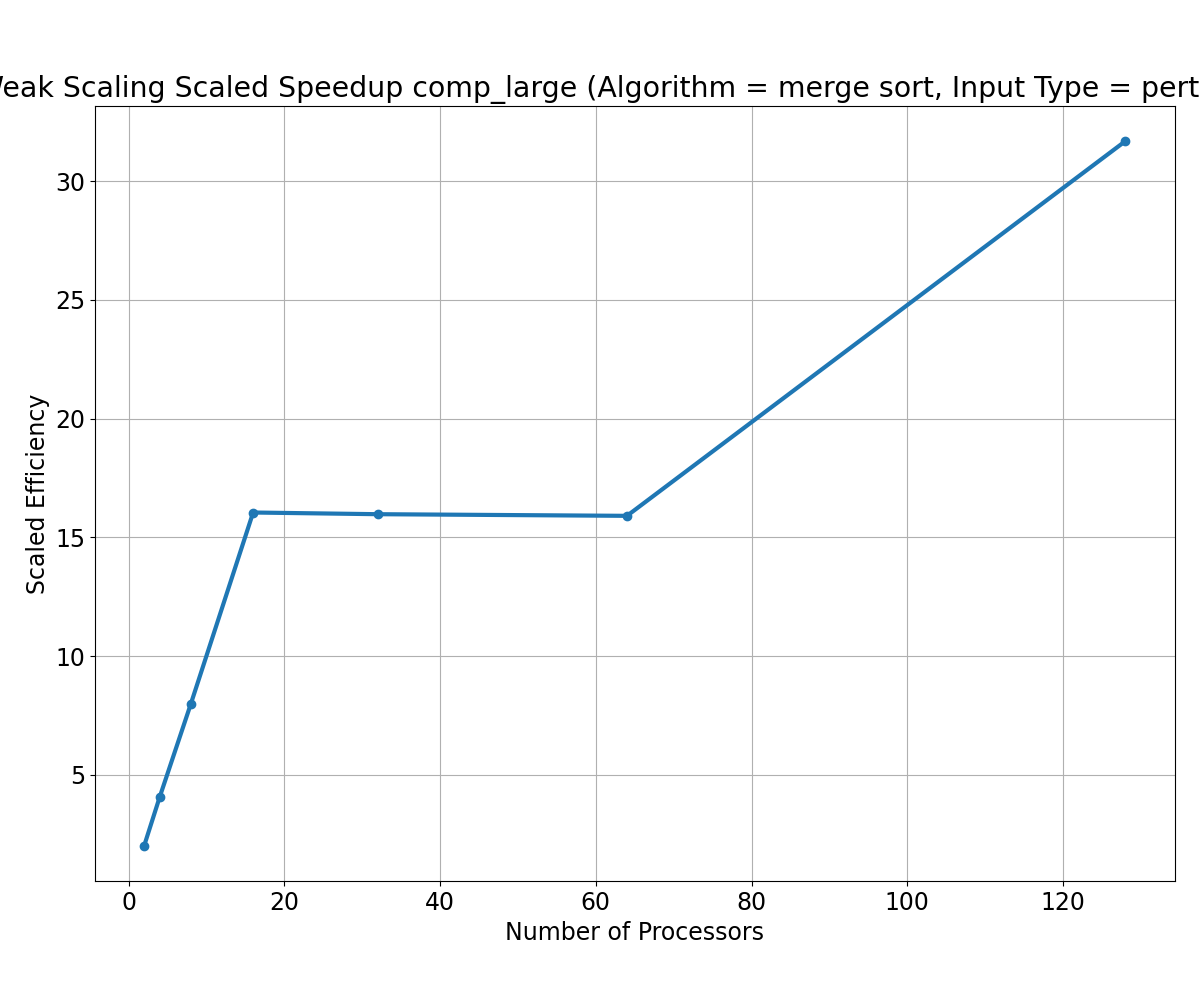 eak Scaling Scaled Speedup comp_large (Algorithm = merge sort, Input Type = pert
30
25
20
15
10
5
Scaled Efficiency
0 20 40 60 80 100 120
Number of Processors